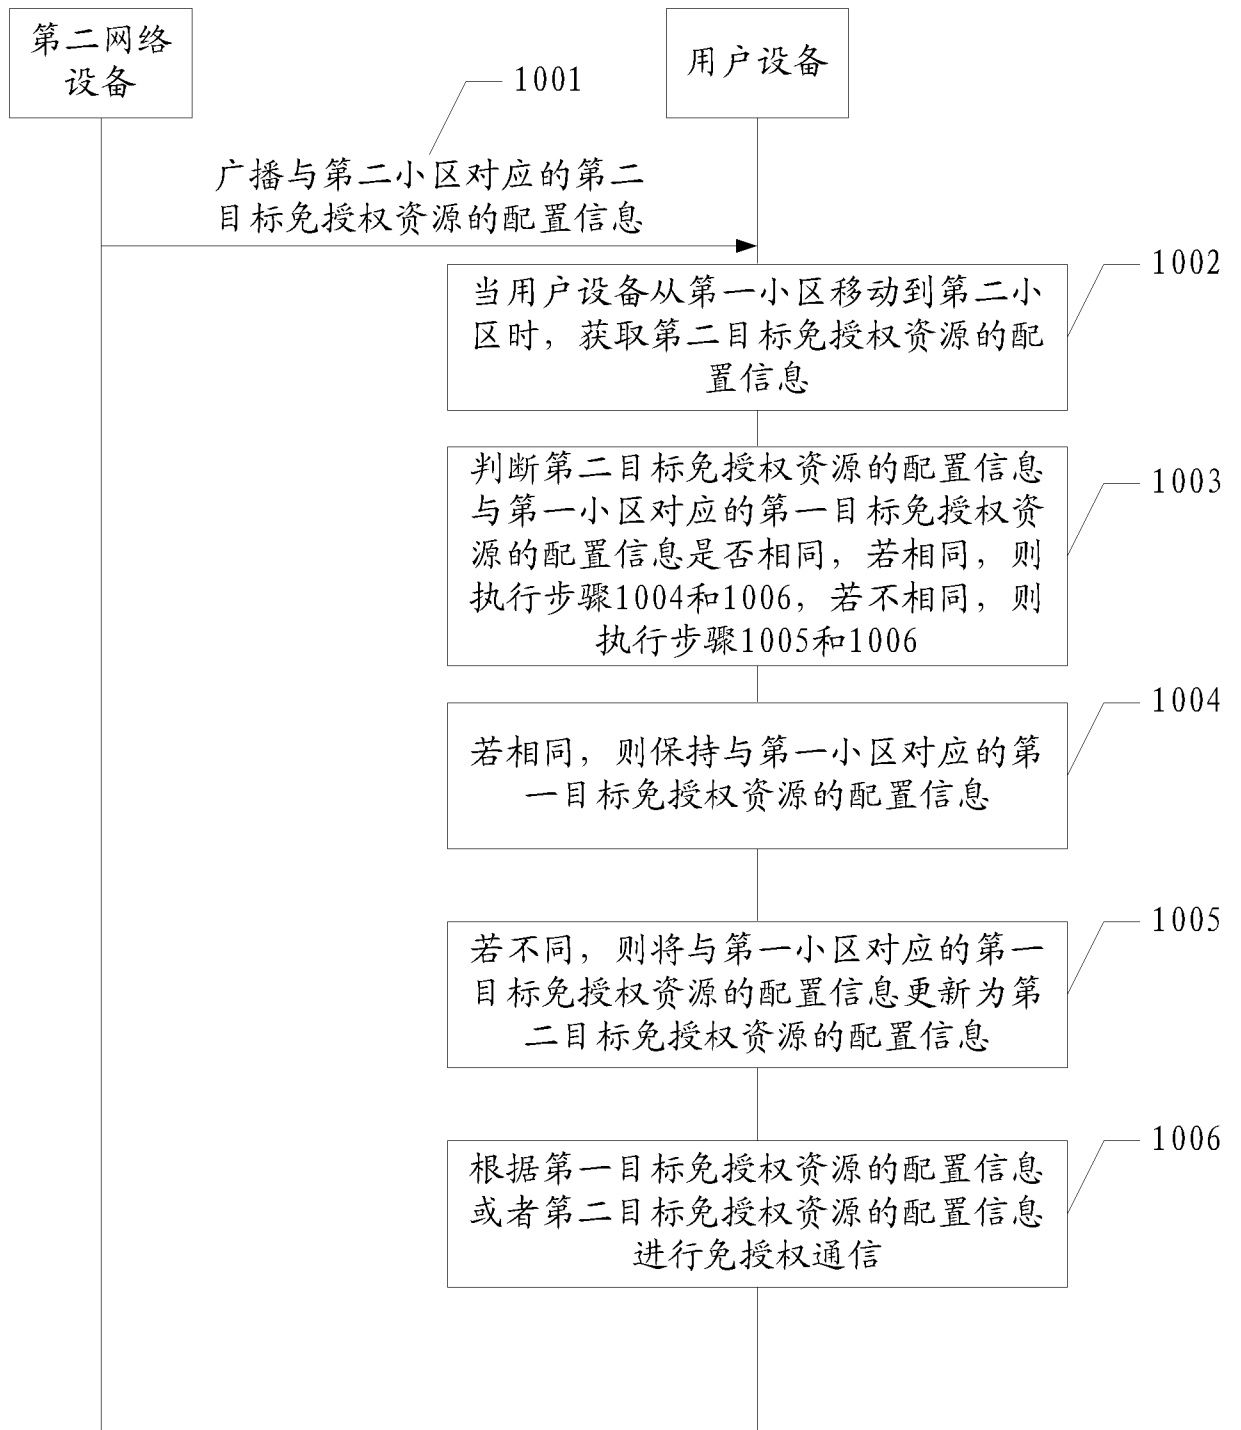 第二网络
设备
用户设备
1001
广播与第二小区对应的第二
目标免授权资源的配置信息
1002
当用户设备从第一小区移动到第二小
区时，获取第二目标免授权资源的配
置信息
1003
判断第二目标免授权资源的配置信息
与第一小区对应的第一目标免授权资
源的配置信息是否相同，若相同，则
执行步骤1004和1006，若不相同，则
执行步骤1005和1006
1004
若相同，则保持与第一小区对应的第
一目标免授权资源的配置信息
1005
若不同，则将与第一小区对应的第一
目标免授权资源的配置信息更新为第
二目标免授权资源的配置信息
1006
根据第一目标免授权资源的配置信息
或者第二目标免授权资源的配置信息
进行免授权通信